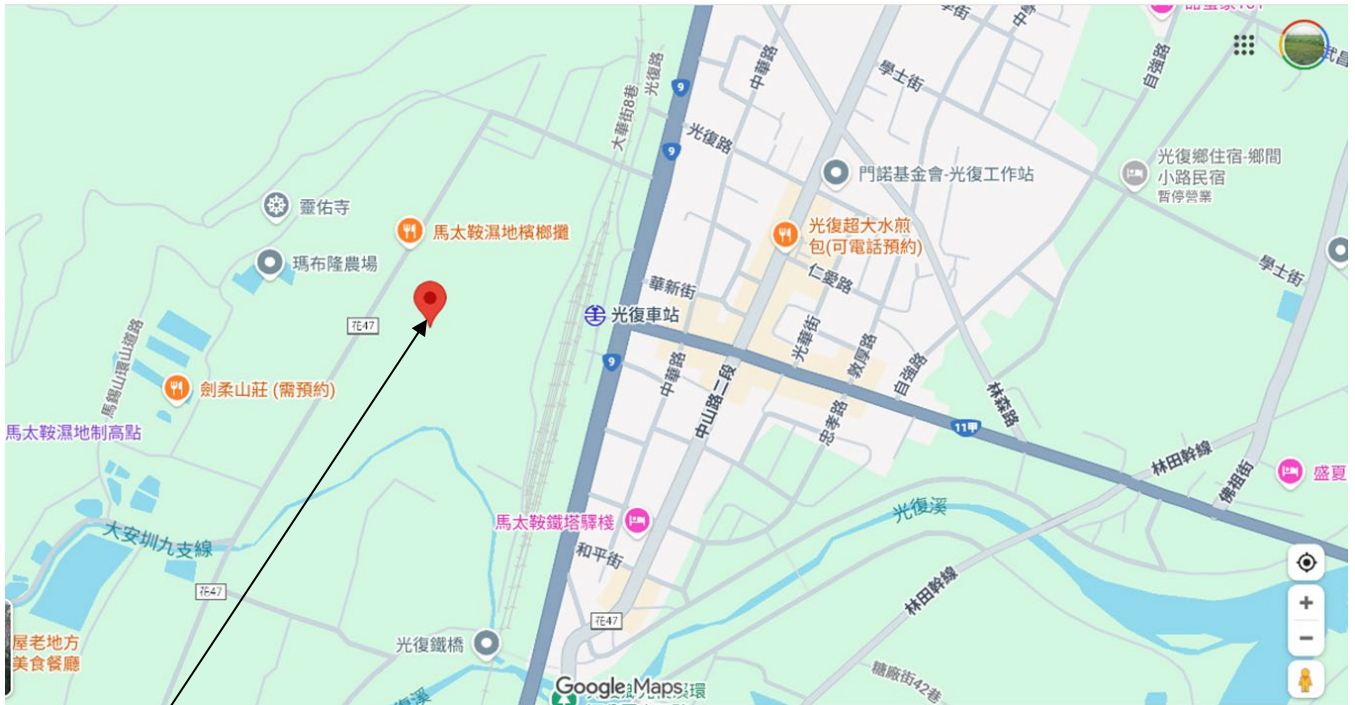 光復路
大華街8巷
9
中華路
學士街
自強路
9
光復路
門諾基金會-光復工作站
光復鄉住宿-鄉間
小路民宿
暫停營業
靈佑寺
馬太鞍濕地檳榔攤
光復超大水煎
包(可電話預約)
瑪布隆農場
仁愛路
學士街
華新街
花47
光復車站
光華街
敦厚路
馬錫山環山道路
9
中華路
中山路二段
自強路
劍柔山莊 (需預約)
林森路
忠孝路
馬太鞍濕地制高點
11甲
林田幹線
佛祖街
盛夏
光復溪
馬太鞍鐵塔驛棧
大安圳九支線
和平街
花47
林田幹線
花47
屋老地方
美食餐廳
光復鐵橋
糖廠街42巷
Google Maps